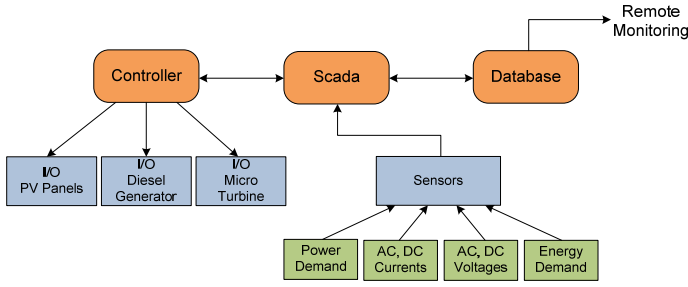 Remote
Monitoring
Controller
Scada
Database
I/O
PV Panels
I/O
Diesel
Generator
I/O
Micro
Turbine
Sensors
Power
Demand
AC, DC
Currents
AC, DC
Voltages
Energy
Demand